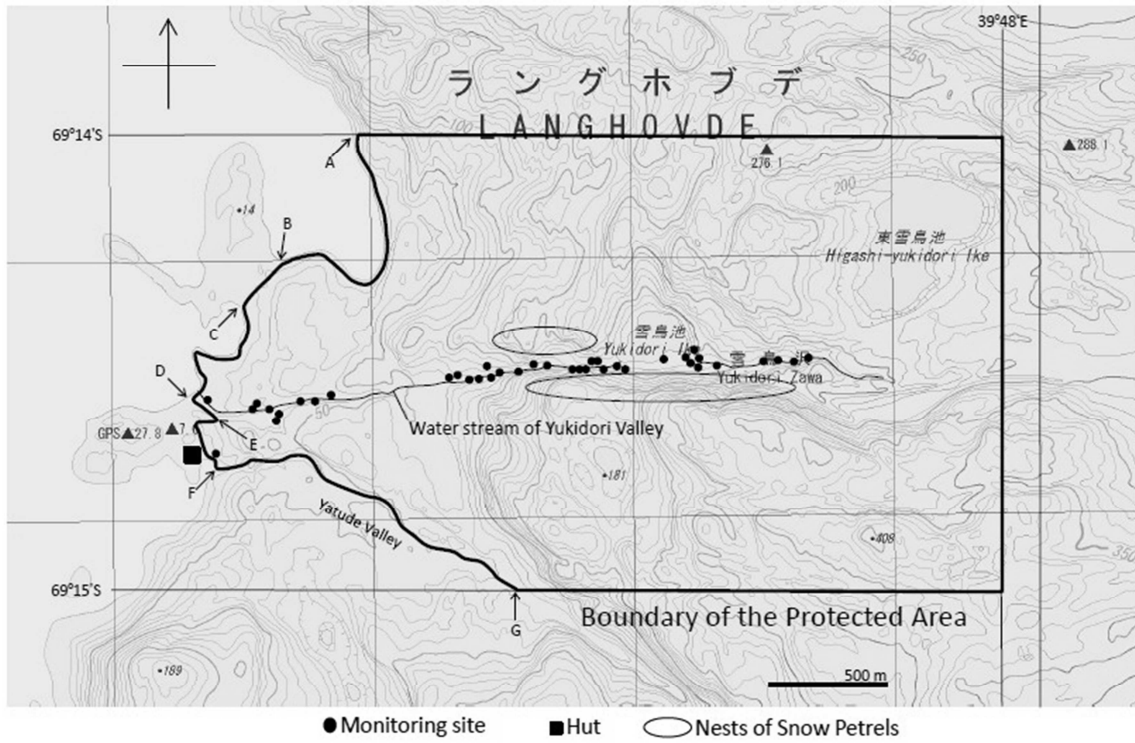 39°48'E
250
ラングホブデ
69°14'S
100
LANGHOVDE
A
276.1
288.1
200
14
B
東雪鳥池
Higashi-yukidori Ike
C
雪鳥池
Yukidori Ike
雪鳥沢
Yukidori Zawa
D
50
Water stream of Yukidori Valley
E
GPS 27.8
7.
F
181
Yatude Valley
408
350
69°15'S
G
Boundary of the Protected Area
189
500 m
Monitoring site
Hut
Nests of Snow Petrels